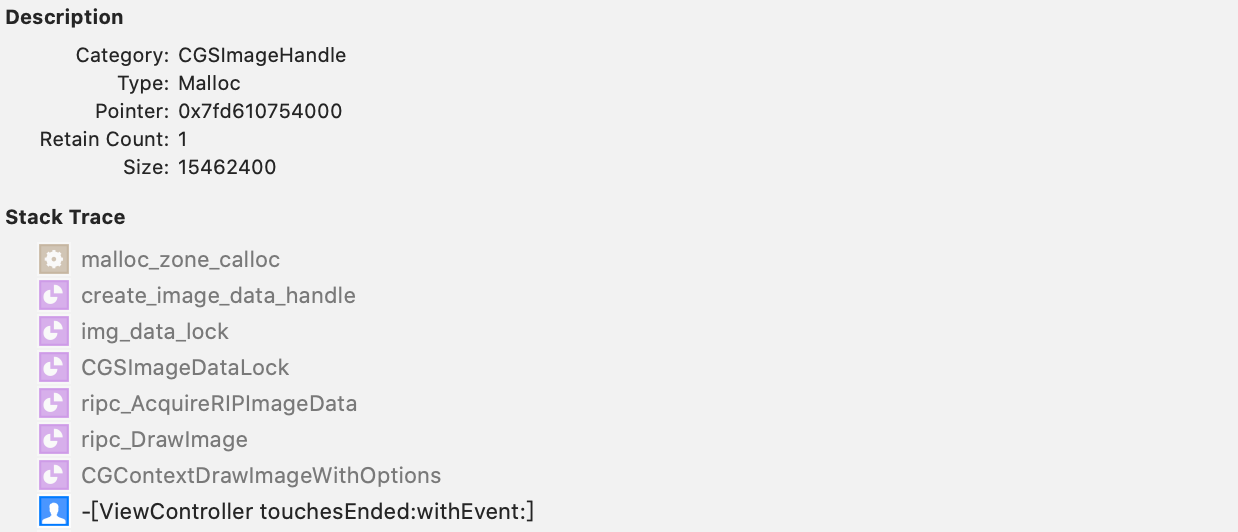 Description
Category: CGSImageHandle
Type: Malloc
Pointer: 0x7fd610754000
Retain Count: 1
Size: 15462400
Stack Trace
malloc_zone_calloc
create_image_data_handle
img_data_lock
CGSImageDataLock
ripc_AcquireRIPImageData
ripc_DrawImage
CGContextDrawImageWithOptions
-[ViewController touchesEnded:withEvent:]